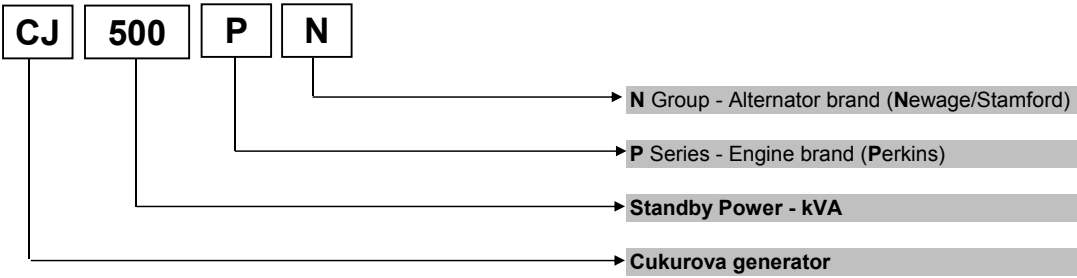 CJ 500 P N
N Group - Alternator brand (Newage/Stamford)
P Series - Engine brand (Perkins)
Standby Power - kVA
Cukurova generator